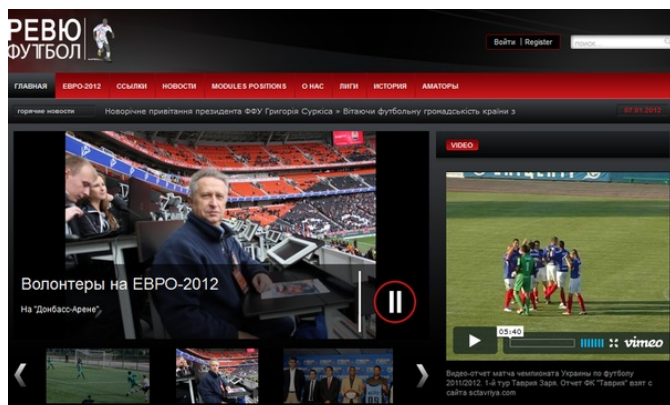 РЕВЮ
ФУТБОЛ
Войти | Register
поиск
ГЛАВНАЯ ЕВРО-2012 ССЫЛКИ НОВОСТИ MODULES POSITIONS О НАС ЛИГИ ИСТОРИЯ АМАТОРЫ
горячие новости Новорічне привітання президента ФФУ Григорія Суркіса » Вітаючи футбольну громадськість країни з 07.01.2012
VIDEO
Волонтеры на ЕВРО-2012
На "Донбасс-Арене"
05:40
vimeo
Видео-отчет матча чемпионата Украины по футболу
2011/2012. 1-й тур Таврия Заря. Отчет ФК "Таврия" взят с
сайта sctavriya.com